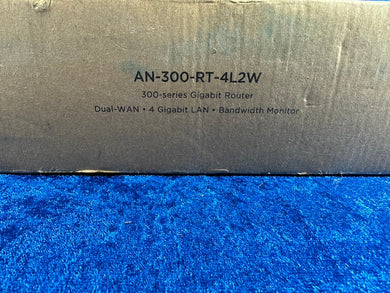 AN-300-RT-4L2W
300-series Gigabit Router
Dual-WAN • 4 Gigabit LAN • Bandwidth Monitor